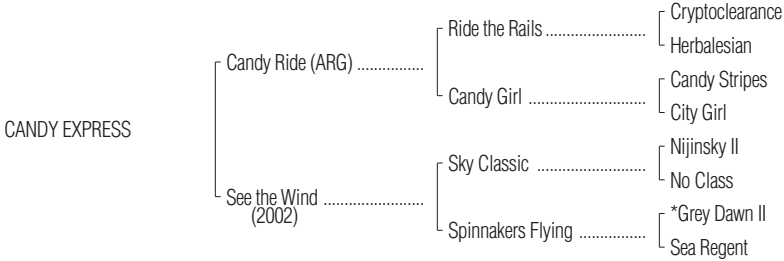 Cryptoclearance
Ride the Rails ........................
Herbalesian
Candy Ride (ARG) ................
Candy Stripes
Candy Girl ............................
City Girl
CANDY EXPRESS
Nijinsky II
Sky Classic ..........................
No Class
See the Wind ........................
(2002)
*Grey Dawn II
Spinnakers Flying ................
Sea Regent